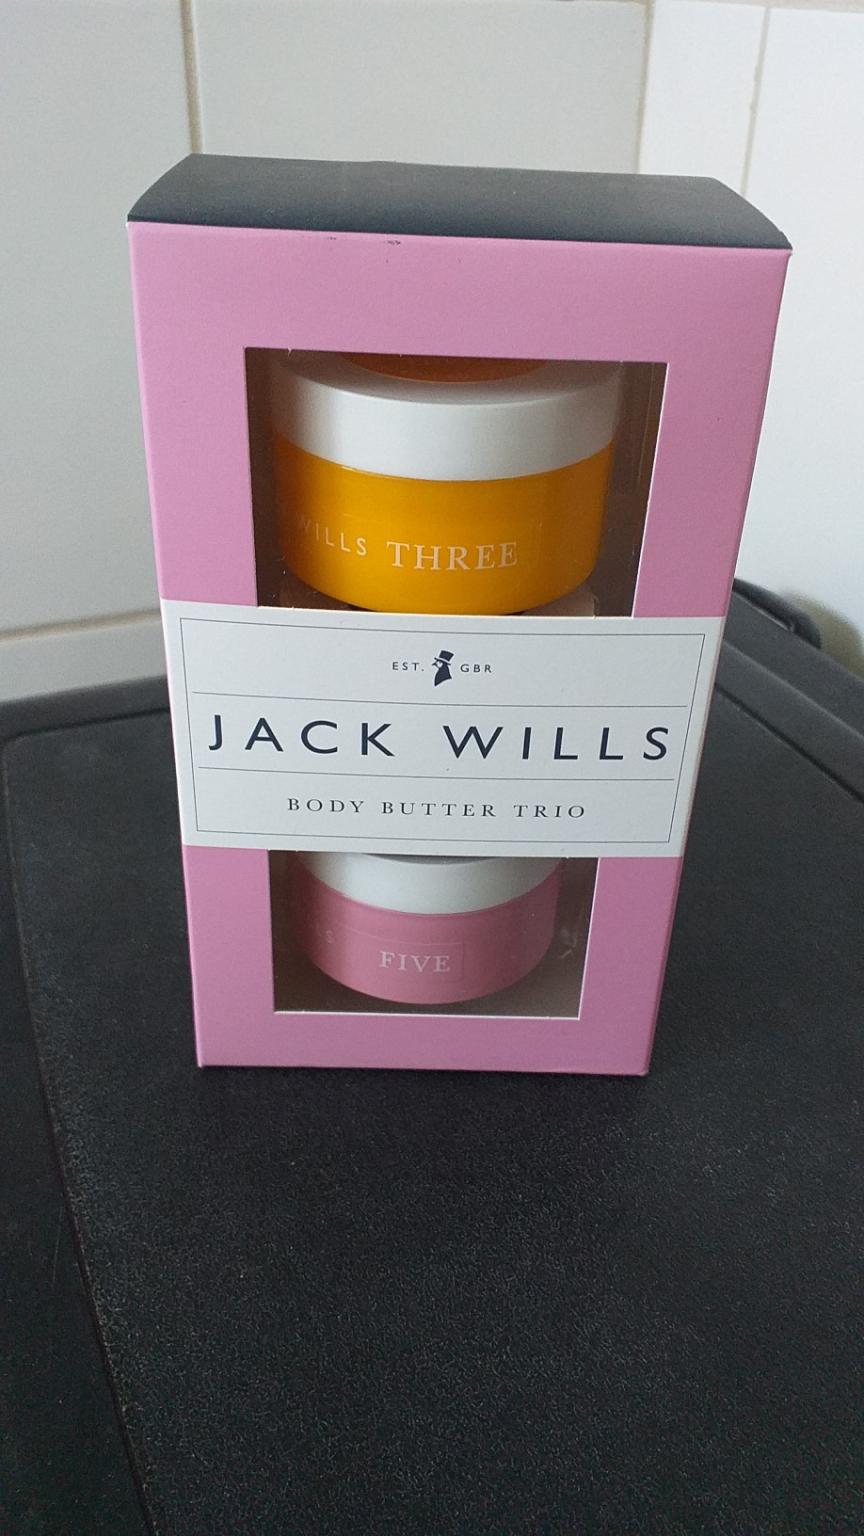 WILLS THREE
EST. GBR
JACK WILLS
BODY BUTTER TRIO
FIVE